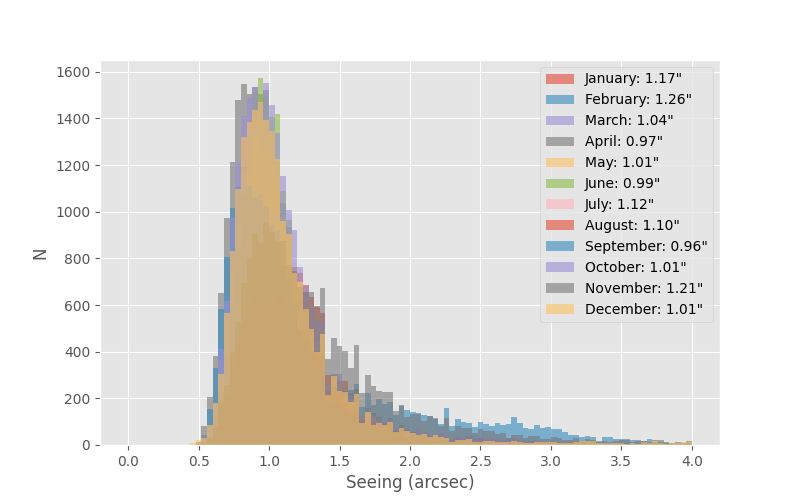 1600
1400
1200
1000
800
600
400
200
0
N
January: 1.17"
February: 1.26"
March: 1.04"
April: 0.97"
May: 1.01"
June: 0.99"
July: 1.12"
August: 1.10"
September: 0.96"
October: 1.01"
November: 1.21"
December: 1.01"
0.0 0.5 1.0 1.5 2.0 2.5 3.0 3.5 4.0
Seeing (arcsec)